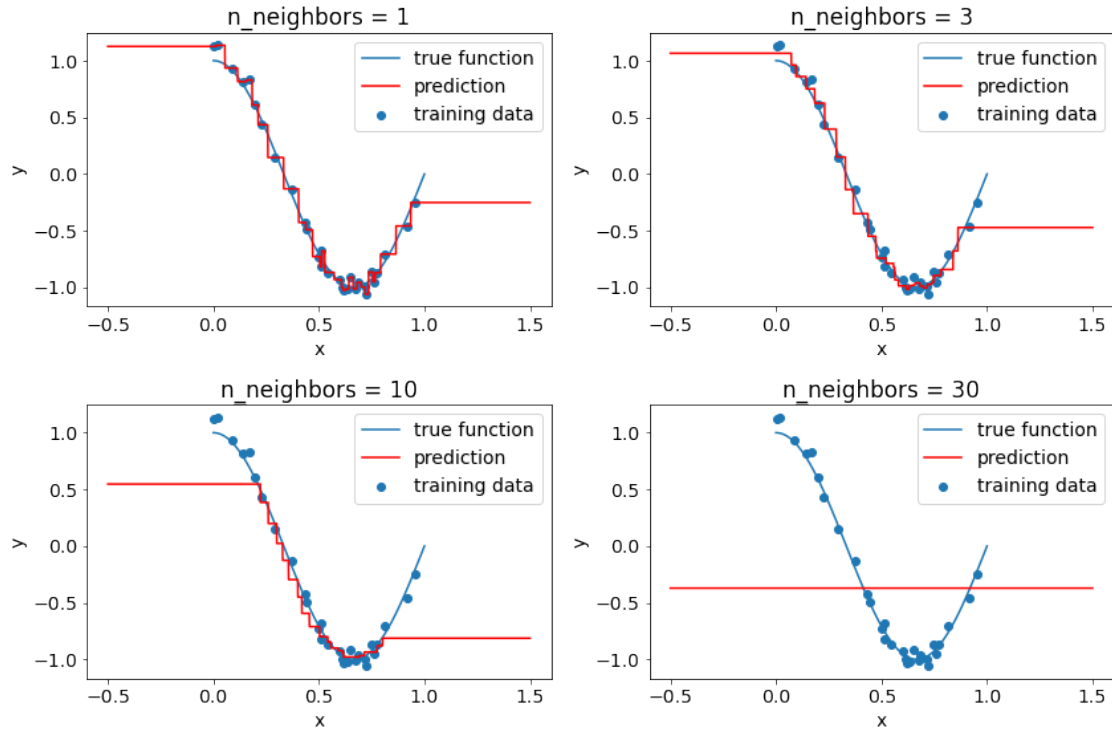 n_neighbors = 1
1.0
0.5
0.0
−0.5
−1.0
y
−0.5 0.0 0.5 1.0 1.5
x
true function
prediction
training data
n_neighbors = 3
1.0
0.5
0.0
−0.5
−1.0
y
−0.5 0.0 0.5 1.0 1.5
x
true function
prediction
training data
n_neighbors = 10
1.0
0.5
0.0
−0.5
−1.0
y
−0.5 0.0 0.5 1.0 1.5
x
true function
prediction
training data
n_neighbors = 30
1.0
0.5
0.0
−0.5
−1.0
y
−0.5 0.0 0.5 1.0 1.5
x
true function
prediction
training data